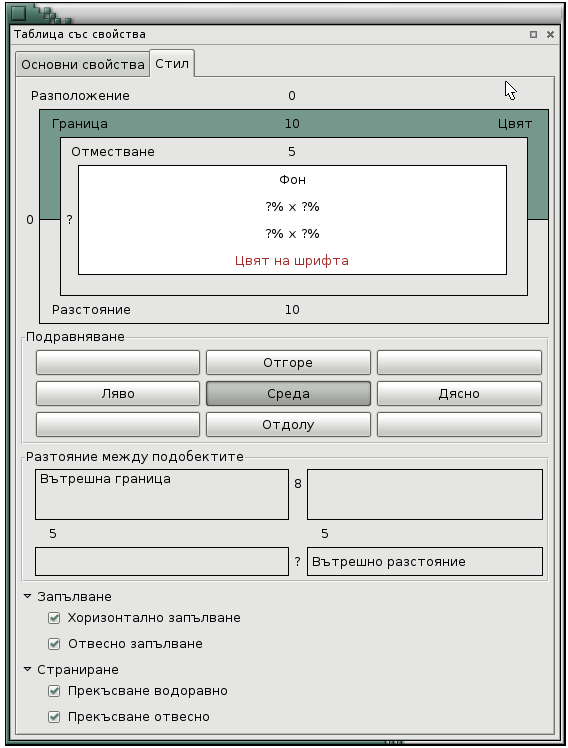 Таблица със свойства
Основни свойства Стил
Разположение 0
Граница 10 Цвят
Отместване 5
Фон
?% × ?%
0 ?
?% × ?%
Цвят на шрифта
Разстояние 10
Подравняване
Отгоре
Ляво Среда Дясно
Отдолу
Разтояние между подобектите
Вътрешна граница 8
5 5
? Вътрешно разстояние
Запълване
Хоризонтално запълване
Отвесно запълване
Страниране
Прекъсване водоравно
Прекъсване отвесно